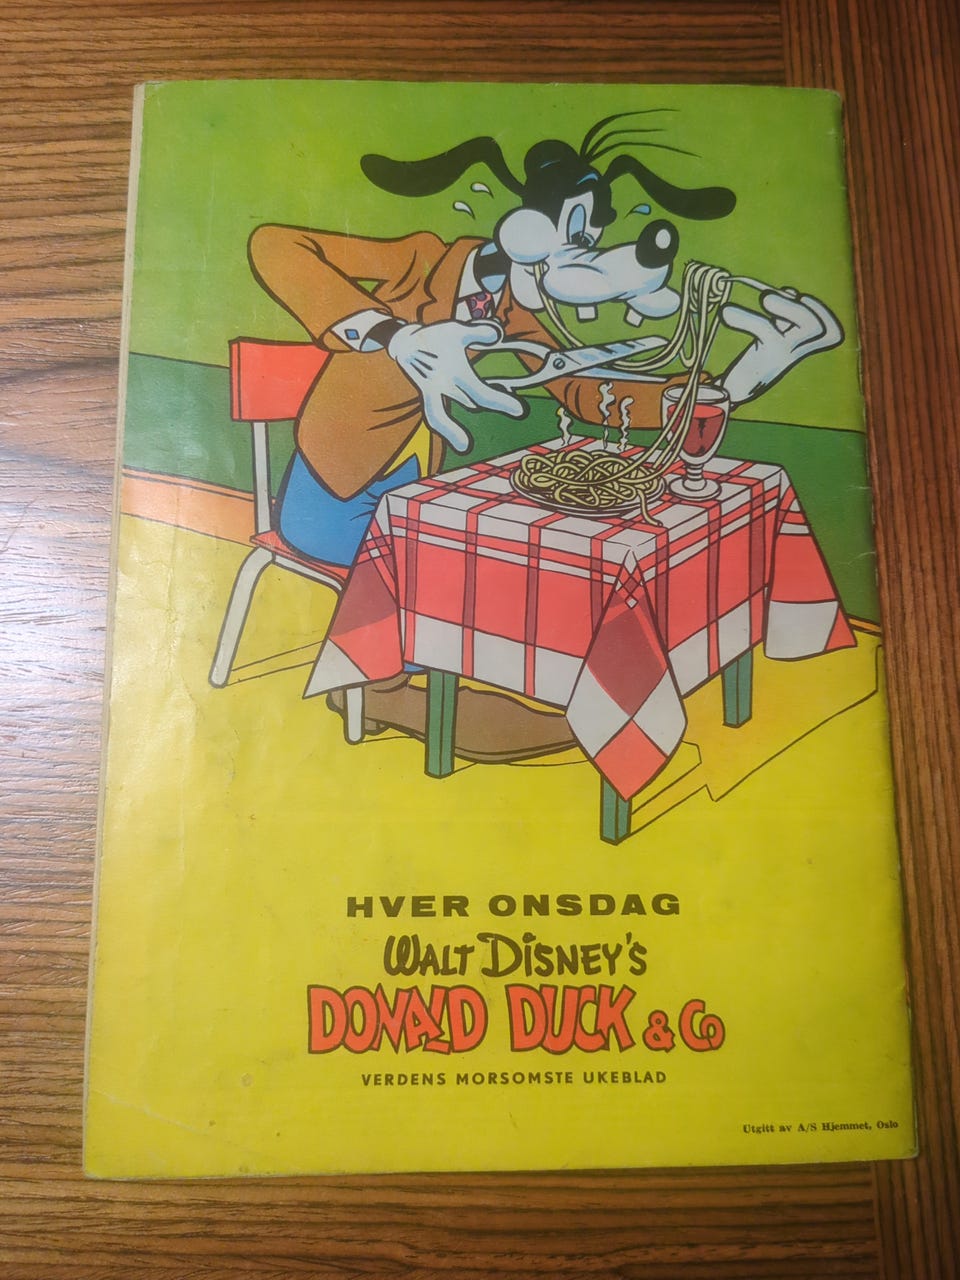 HVER ONSDAG
WALT DISNEY'S
DONALD DUCK & CO
VERDENS MORSOMSTE UKEBLAD
Utgitt av A/S Hjemmet, Oslo